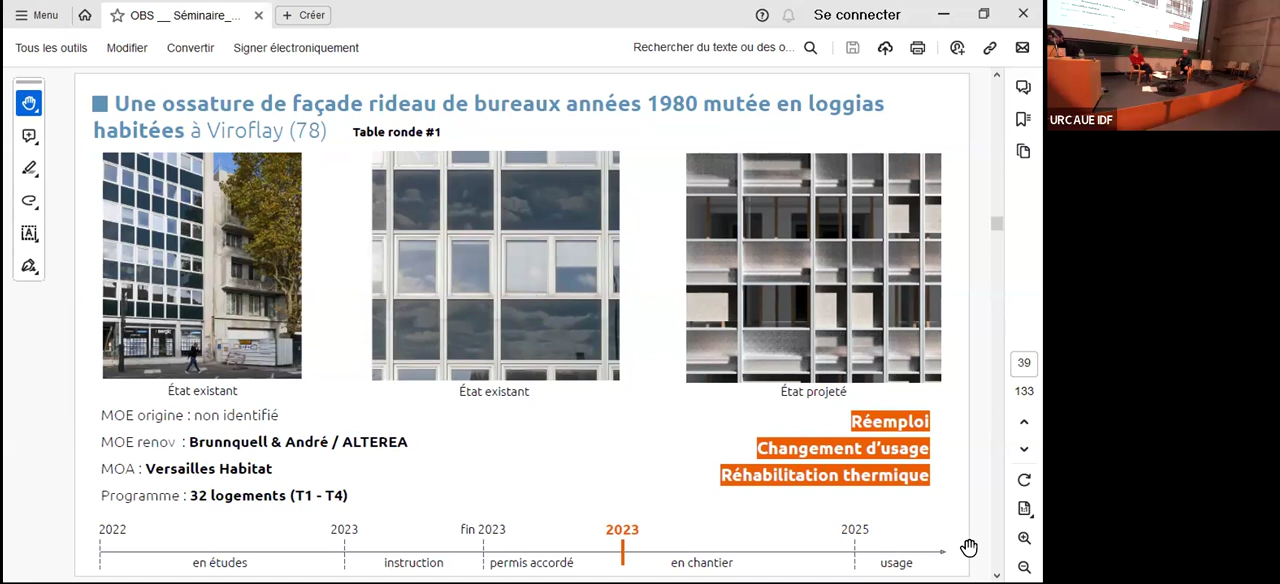 Menu
OBS __ Séminaire_...
Créer
Se connecter
Tous les outils
Modifier
Convertir
Signer électroniquement
Rechercher du texte ou des o...
Une ossature de façade rideau de bureaux années 1980 mutée en loggias
habitées à Viroflay (78)
Table ronde #1
État existant
État existant
État projeté
MOE origine : non identifié
MOE renov : Brunnquell & André / ALTEREA
MOA : Versailles Habitat
Programme : 32 logements (T1 - T4)
Réemploi
Changement d'usage
Réhabilitation thermique
2022
2023
fin 2023
2023
2025
en études
instruction
permis accordé
en chantier
usage
39
133
URCAUE IDF